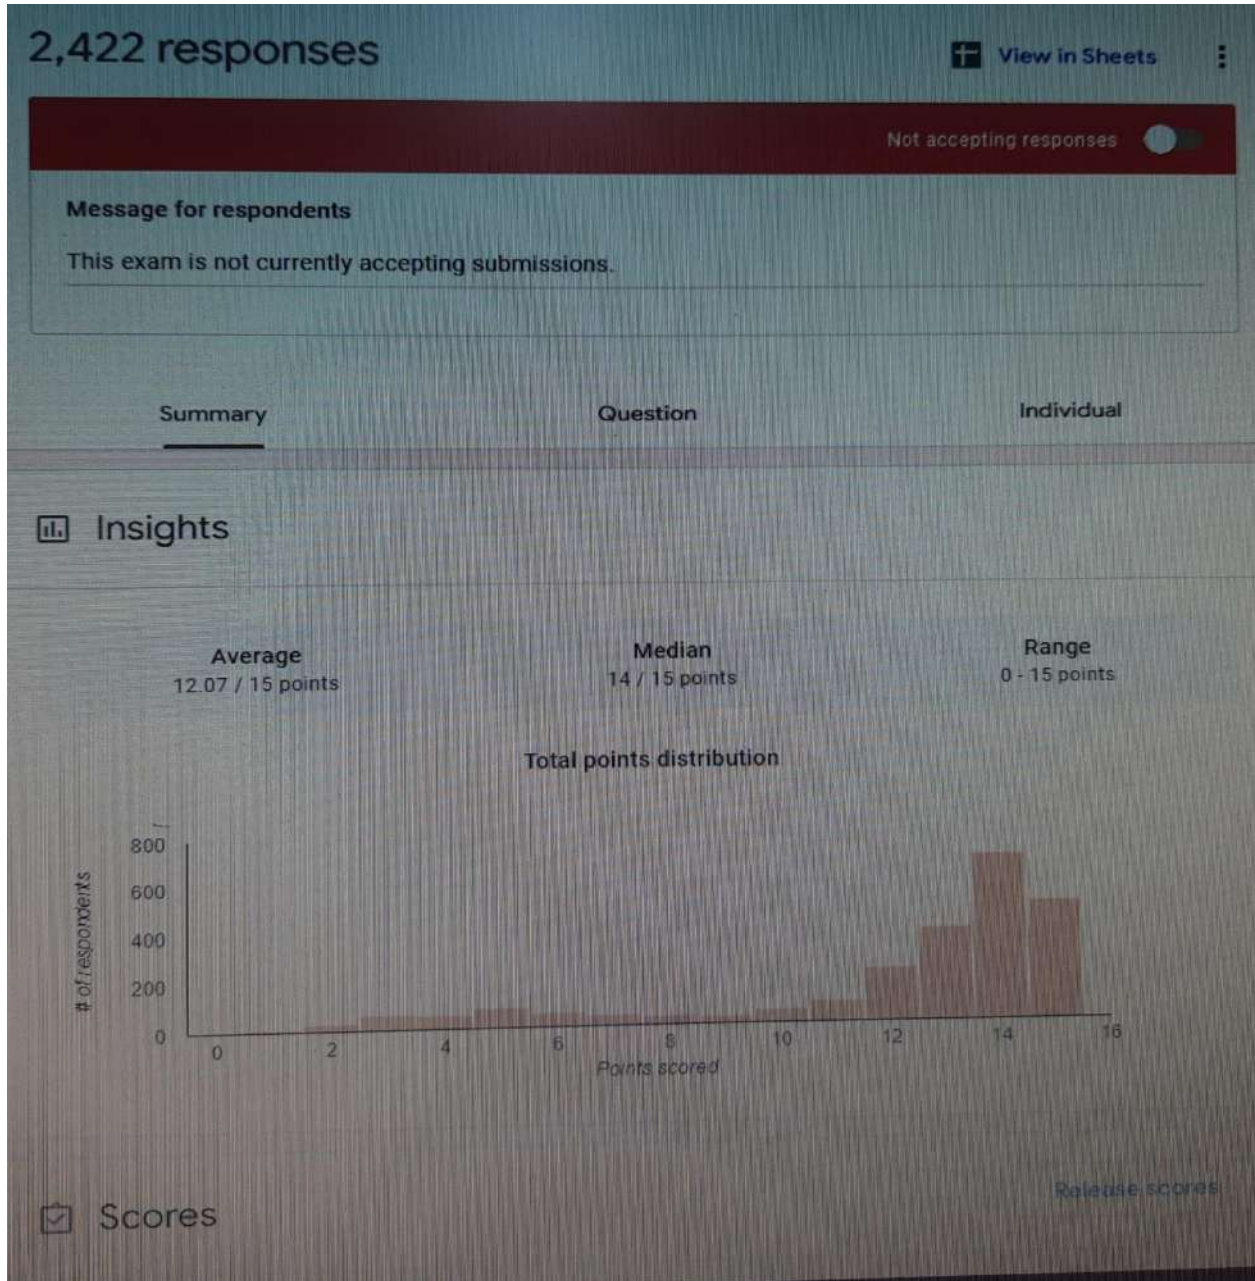 2,422 responses
View in Sheets
Not accepting responses
Message for respondents
This exam is not currently accepting submissions.
Summary
Question
Individual
Insights
Average
12.07 / 15 points
Median
14 / 15 points
Range
0 - 15 points
Total points distribution
# of respondents
800
600
400
200
0
0 2 4 6 8 10 12 14 16
Points scored
Scores
Release scores